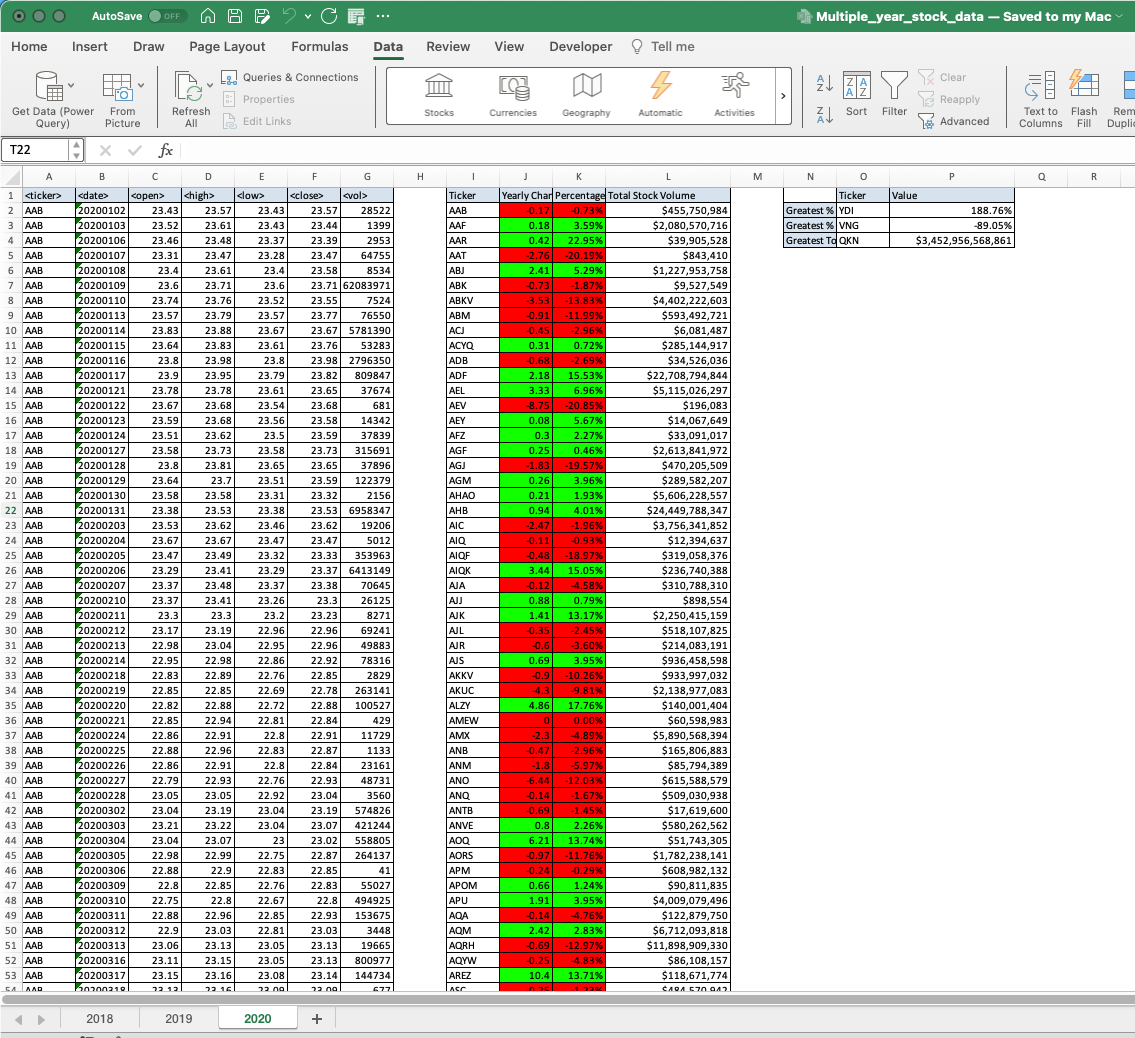 AutoSave OFF Multiple_year_stock_data — Saved to my Mac
Home Insert Draw Page Layout Formulas Data Review View Developer Tell me
Get Data (Power Query) From Picture Refresh All Queries & Connections Properties Edit Links Stocks Currencies Geography Automatic Activities Sort Filter Clear Reapply Advanced Text to Columns Flash Fill Rem Duplic
T22 fx
A B C D E F G H I J K L M N O P Q R
1 <ticker> <date> <open> <high> <low> <close> <vol> Ticker Yearly Char Percentage Total Stock Volume Ticker Value
2 AAB 20200102 23.43 23.57 23.43 23.57 28522 AAB -0.17 -0.73% $455,750,984 Greatest % YDI 188.76%
3 AAB 20200103 23.52 23.61 23.43 23.44 1399 AAF 0.18 3.59% $2,080,570,716 Greatest % VNG -89.05%
4 AAB 20200106 23.46 23.48 23.37 23.39 2953 AAR 0.42 22.95% $39,905,528 Greatest To QKN $3,452,956,568,861
5 AAB 20200107 23.31 23.47 23.28 23.47 64755 AAT -2.76 -20.19% $843,410
6 AAB 20200108 23.4 23.61 23.4 23.58 8534 ABJ 2.41 5.29% $1,227,953,758
7 AAB 20200109 23.6 23.71 23.6 23.71 62083971 ABK -0.73 -1.87% $9,527,549
8 AAB 20200110 23.74 23.76 23.52 23.55 7524 ABKV -3.53 -13.83% $4,402,222,603
9 AAB 20200113 23.57 23.79 23.57 23.77 76550 ABM -0.91 -11.99% $593,492,721
10 AAB 20200114 23.83 23.88 23.67 23.67 5781390 ACJ -0.45 -2.96% $6,081,487
11 AAB 20200115 23.64 23.83 23.61 23.76 53283 ACYQ 0.31 0.72% $285,144,917
12 AAB 20200116 23.8 23.98 23.8 23.98 2796350 ADB -0.68 -2.69% $34,526,036
13 AAB 20200117 23.9 23.95 23.79 23.82 809847 ADF 2.18 15.53% $22,708,794,844
14 AAB 20200121 23.78 23.78 23.61 23.65 37674 AEL 3.33 6.96% $5,115,026,297
15 AAB 20200122 23.67 23.68 23.54 23.68 681 AEV -8.75 -20.85% $196,083
16 AAB 20200123 23.59 23.68 23.56 23.58 14342 AEY 0.08 5.67% $14,067,649
17 AAB 20200124 23.51 23.62 23.5 23.59 37839 AFZ 0.3 2.27% $33,091,017
18 AAB 20200127 23.58 23.73 23.58 23.73 315691 AGF 0.25 0.46% $2,613,841,972
19 AAB 20200128 23.8 23.81 23.65 23.65 37896 AGJ -1.83 -19.57% $470,205,509
20 AAB 20200129 23.64 23.7 23.51 23.59 122379 AGM 0.26 3.96% $289,582,207
21 AAB 20200130 23.58 23.58 23.31 23.32 2156 AHAO 0.21 1.93% $5,606,228,557
22 AAB 20200131 23.38 23.53 23.38 23.53 6958347 AHB 0.94 4.01% $24,449,788,347
23 AAB 20200203 23.53 23.62 23.46 23.62 19206 AIC -2.47 -1.96% $3,756,341,852
24 AAB 20200204 23.67 23.67 23.47 23.47 5012 AIQ -0.11 -0.93% $12,394,637
25 AAB 20200205 23.47 23.49 23.32 23.33 353963 AIQF -0.48 -18.97% $319,058,376
26 AAB 20200206 23.29 23.41 23.29 23.37 6413149 AIQK 3.44 15.05% $236,740,388
27 AAB 20200207 23.37 23.48 23.37 23.38 70645 AJA -0.12 -4.58% $310,788,310
28 AAB 20200210 23.37 23.41 23.26 23.3 26125 AJJ 0.88 0.79% $898,554
29 AAB 20200211 23.3 23.3 23.2 23.23 8271 AJK 1.41 13.17% $2,250,415,159
30 AAB 20200212 23.17 23.19 22.96 22.96 69241 AJL -0.35 -2.45% $518,107,825
31 AAB 20200213 22.98 23.04 22.95 22.96 49883 AJR -0.6 -3.60% $214,083,191
32 AAB 20200214 22.95 22.98 22.86 22.92 78316 AJS 0.69 3.95% $936,458,598
33 AAB 20200218 22.83 22.89 22.76 22.85 2829 AKKV -0.9 -10.26% $933,997,032
34 AAB 20200219 22.85 22.85 22.69 22.78 263141 AKUC -4.3 -9.81% $2,138,977,083
35 AAB 20200220 22.82 22.88 22.72 22.88 100527 ALZY 4.86 17.76% $140,001,404
36 AAB 20200221 22.85 22.94 22.81 22.84 429 AMEW 0 0.00% $60,598,983
37 AAB 20200224 22.86 22.91 22.8 22.91 11729 AMX -2.3 -4.89% $5,890,568,394
38 AAB 20200225 22.88 22.96 22.83 22.87 1133 ANB -0.47 -2.96% $165,806,883
39 AAB 20200226 22.86 22.91 22.8 22.84 23161 ANM -1.8 -5.97% $85,794,389
40 AAB 20200227 22.79 22.93 22.76 22.93 48731 ANO -6.44 -12.03% $615,588,579
41 AAB 20200228 23.05 23.05 22.92 23.04 3560 ANQ -0.14 -1.67% $509,030,938
42 AAB 20200302 23.04 23.19 23.04 23.19 574826 ANTB -0.69 -1.45% $17,619,600
43 AAB 20200303 23.21 23.22 23.04 23.07 421244 ANVE 0.8 2.26% $580,262,562
44 AAB 20200304 23.04 23.07 23 23.02 558805 AOQ 6.21 13.74% $51,743,305
45 AAB 20200305 22.98 22.99 22.75 22.87 264137 AORS -0.97 -11.76% $1,782,238,141
46 AAB 20200306 22.88 22.9 22.83 22.85 41 APM -0.24 -0.29% $608,982,132
47 AAB 20200309 22.8 22.85 22.76 22.83 55027 APOM 0.66 1.24% $90,811,835
48 AAB 20200310 22.75 22.8 22.67 22.8 494925 APU 1.91 3.95% $4,009,079,496
49 AAB 20200311 22.88 22.96 22.85 22.93 153675 AQA -0.14 -4.76% $122,879,750
50 AAB 20200312 22.9 23.03 22.81 23.03 3448 AQM 2.42 2.83% $6,712,093,818
51 AAB 20200313 23.06 23.13 23.05 23.13 19665 AQRH -0.69 -12.97% $11,898,909,330
52 AAB 20200316 23.11 23.15 23.05 23.13 800977 AQYW -0.25 -4.83% $86,108,157
53 AAB 20200317 23.15 23.16 23.08 23.14 144734 AREZ 10.4 13.71% $118,671,774
54 AAB 20200318 23.13 23.16 23.09 23.09 677 ASC
2018 2019 2020 +